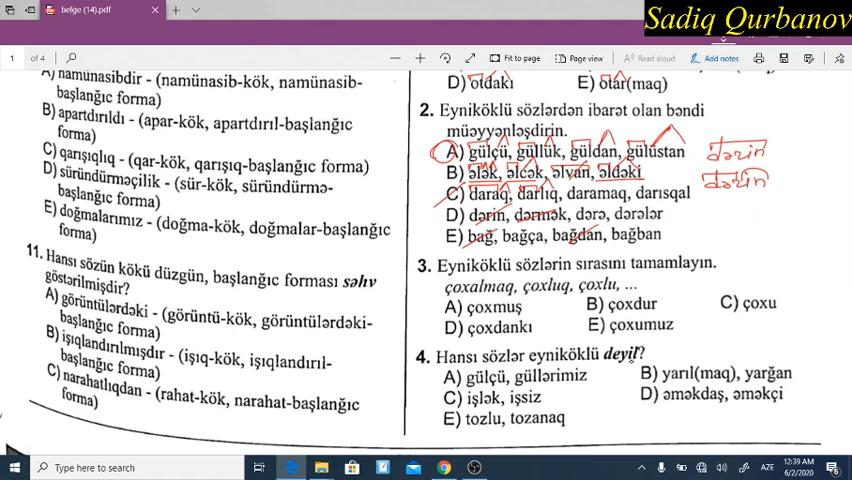 Sadiq Qurbanov
belge (14).pdf
1 of 4
Fit to page
Page view
Read aloud
Add notes
A) namünasibdir - (namünasib-kök, namünasib-
başlanğıc forma)
B) apartdırıldı - (apar-kök, apartdırıl-başlanğıc
forma)
C) qarışıqlıq - (qar-kök, qarışıq-başlanğıc forma)
D) süründürməçilik - (sür-kök, süründürmə-
başlanğıc forma)
E) doğmalarımız - (doğma-kök, doğmalar-başlanğıc
forma)
11. Hansı sözün kökü düzgün, başlanğıc forması səhv
göstərilmişdir?
A) görüntülərdəki - (görüntü-kök, görüntülərdəki-
başlanğıc forma)
B) işıqlandırılmışdır - (işıq-kök, işıqlandırıl-
başlanğıc forma)
C) narahatlıqdan - (rahat-kök, narahat-başlanğıc
forma)
D) otdakı E) otar(maq)
2. Eyniköklü sözlərdən ibarət olan bəndi
müəyyənləşdirin.
A) gülçü, güllük, güldan, gülüstan
dərin
B) ələk, əlcək, əlvan, əldəki
dərin
C) daraq, darlıq, daramaq, darısqal
D) dərin, dərmək, dərə, dərələr
E) bağ, bağça, bağdan, bağban
3. Eyniköklü sözlərin sırasını tamamlayın.
çoxalmaq, çoxluq, çoxlu, ...
A) çoxmuş B) çoxdur C) çoxu
D) çoxdankı E) çoxumuz
4. Hansı sözlər eyniköklü deyil?
A) gülçü, güllərimiz B) yarıl(maq), yarğan
C) işlək, işsiz D) əməkdaş, əməkçi
E) tozlu, tozanaq
Type here to search
AZE
12:39 AM
6/2/2020